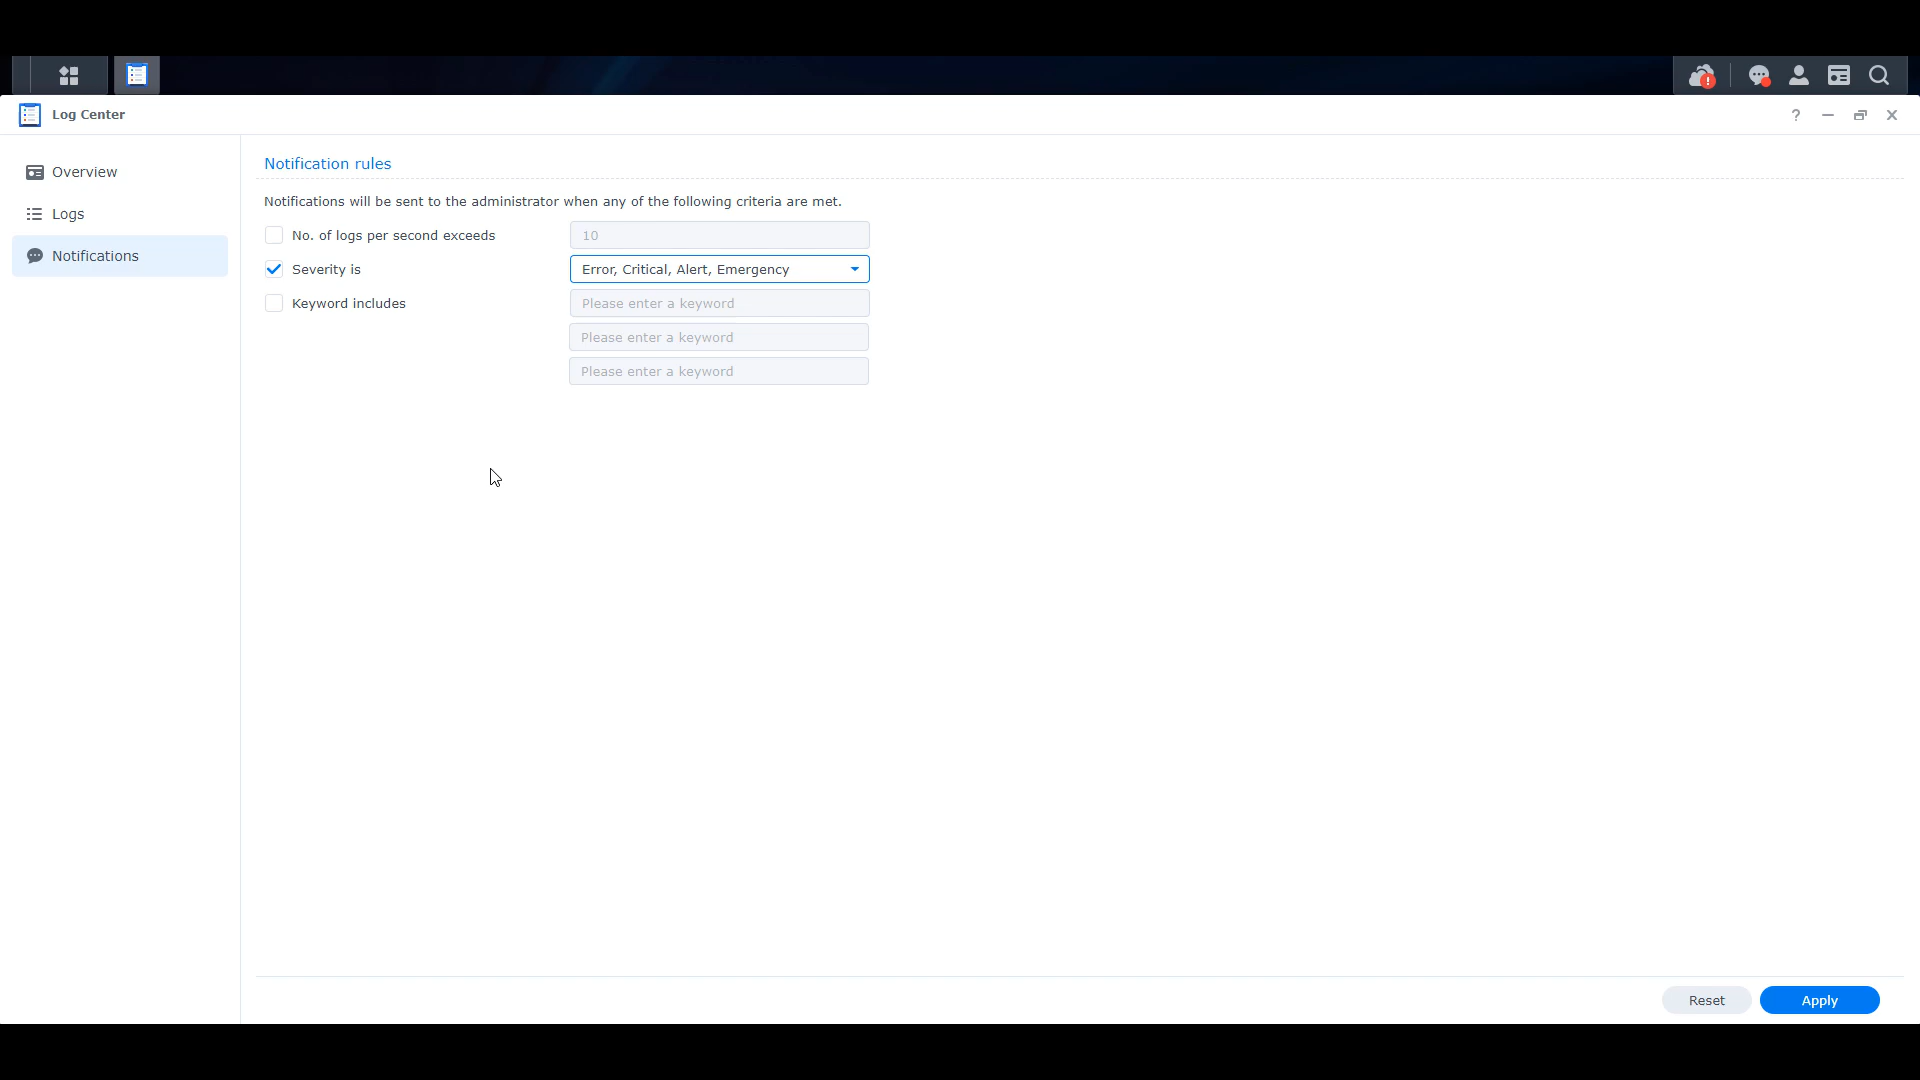 Log Center
?
Overview
Logs
Notifications
Notification rules
Notifications will be sent to the administrator when any of the following criteria are met.
No. of logs per second exceeds 10
Severity is Error, Critical, Alert, Emergency
Keyword includes Please enter a keyword
Please enter a keyword
Please enter a keyword
Reset Apply